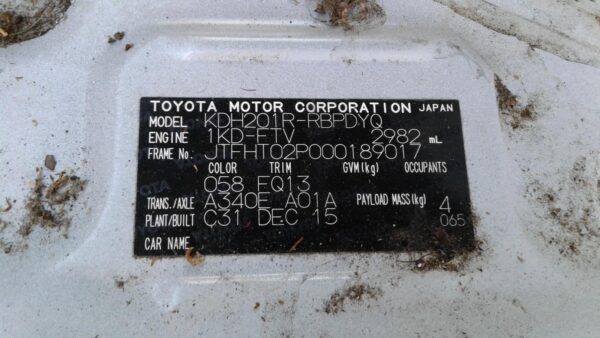 TOYOTA MOTOR CORPORATION JAPAN
MODEL KDH201R-RBPDYQ
ENGINE 1KD-FTV 2982 mL
FRAME No. JTFHT02P000189017
COLOR TRIM GVM(kg) OCCUPANTS
058 FQ13
TRANS./AXLE A340E A01A PAYLOAD MASS(kg) 4
PLANT/BUILT C31 DEC 15 065
CAR NAME